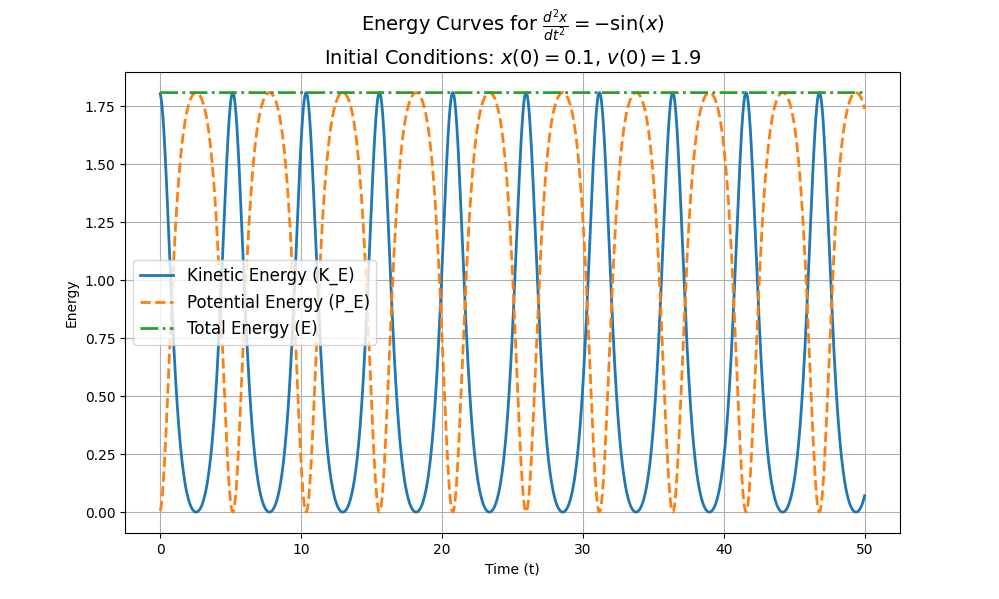 Energy Curves for $\frac{d^2x}{dt^2} = -\sin(x)$
Initial Conditions: $x(0) = 0.1$, $v(0) = 1.9$
1.75
1.50
1.25
1.00
0.75
0.50
0.25
0.00
Energy
Kinetic Energy (K_E)
Potential Energy (P_E)
Total Energy (E)
0 10 20 30 40 50
Time (t)